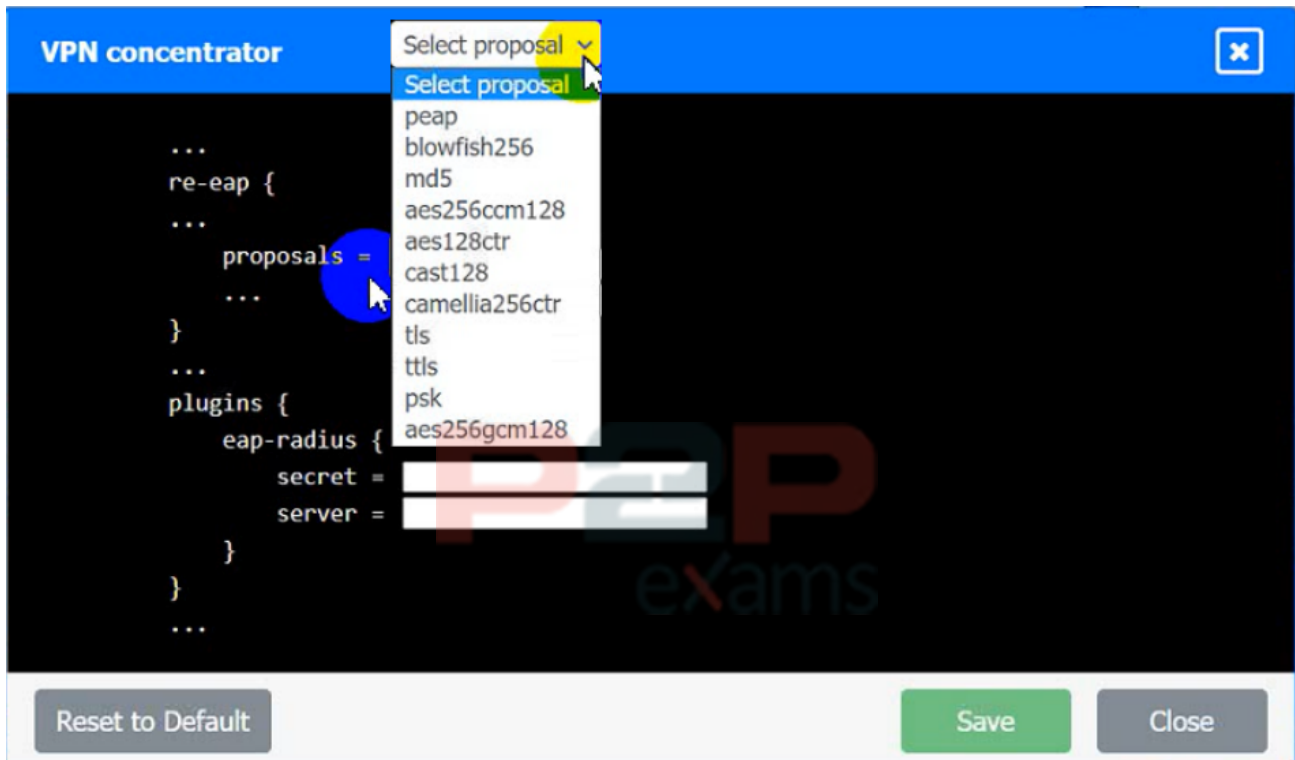 VPN concentrator
Select proposal
Select proposal
peap
blowfish256
md5
aes256ccm128
aes128ctr
cast128
camellia256ctr
tls
ttls
psk
aes256gcm128
...
re-eap {
...
proposals =
...
}
...
plugins {
eap-radius {
secret =
server =
}
}
...
P2P
exams
Reset to Default
Save
Close